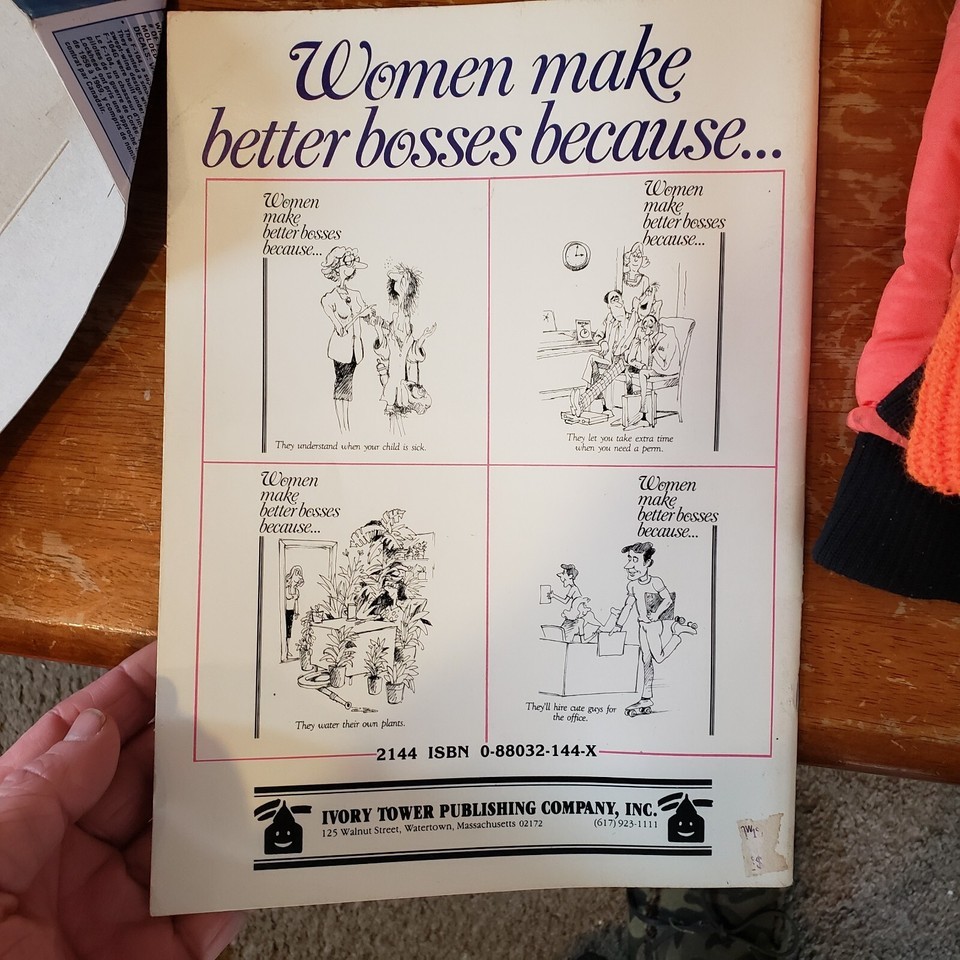 Women make
better bosses because...
Women
make
better bosses
because...
They understand when your child is sick.
Women
make
better bosses
because...
They let you take extra time
when you need a perm.
Women
make
better bosses
because...
They water their own plants.
Women
make
better bosses
because...
They'll hire cute guys for
the office.
2144 ISBN 0-88032-144-X
IVORY TOWER PUBLISHING COMPANY, INC.
125 Walnut Street, Watertown, Massachusetts 02172 (617) 923-1111